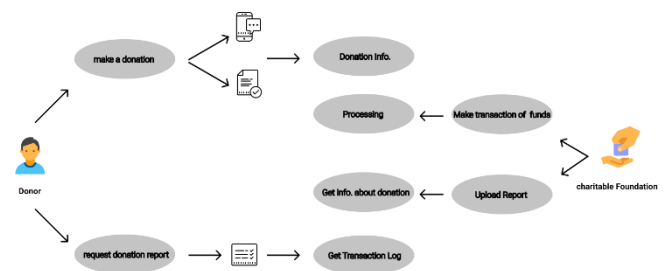 make a donation
Donation Info.
Processing
Make transaction of funds
Donor
charitable Foundation
Get Info. about donation
Upload Report
request donation report
Get Transaction Log